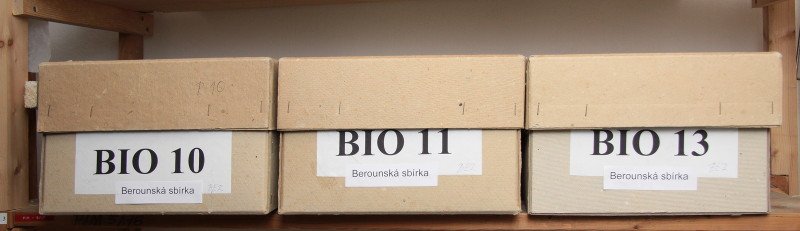 BIO 10
Berounská sbírka
BIO 11
Berounská sbírka
BIO 13
Berounská sbírka